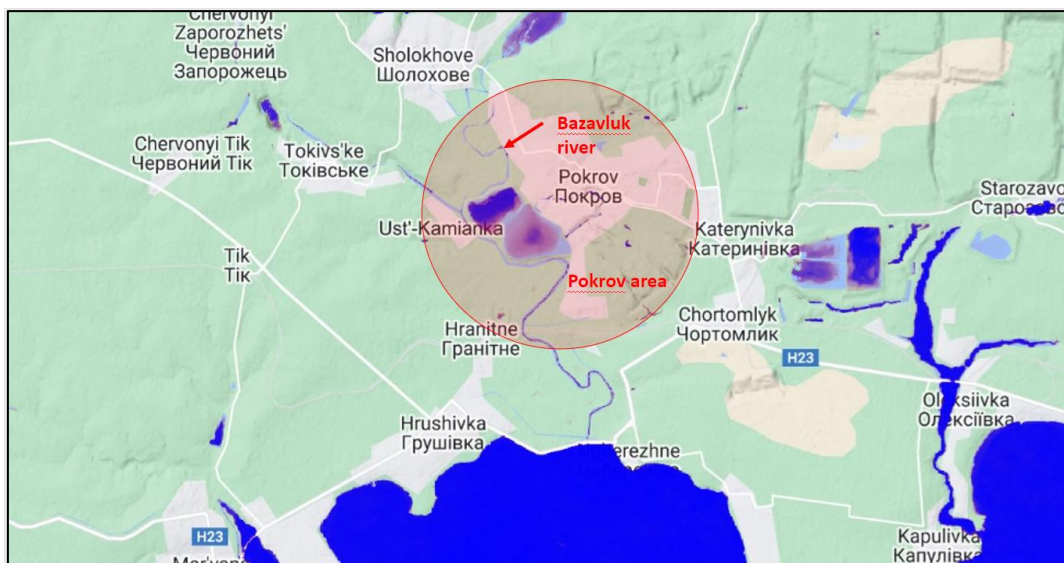 Chervonyi
Zaporozhets'
Червоний
Запорожець
Sholokhove
Шолохове
Bazavluk
river
Chervonyi Tik
Червоний Тік
Tokivs'ke
Токівське
Pokrov
Покров
Starozavo
Ust'-Kamianka
Katerynivka
Катеринівка
Tik
Тік
Pokrov area
Chortomlyk
Чортомлик
Hranitne
Гранітне
H23
Oleksiivka
Олексіївка
Hrushivka
Грушівка
H23
Kapulivka
Капулівка